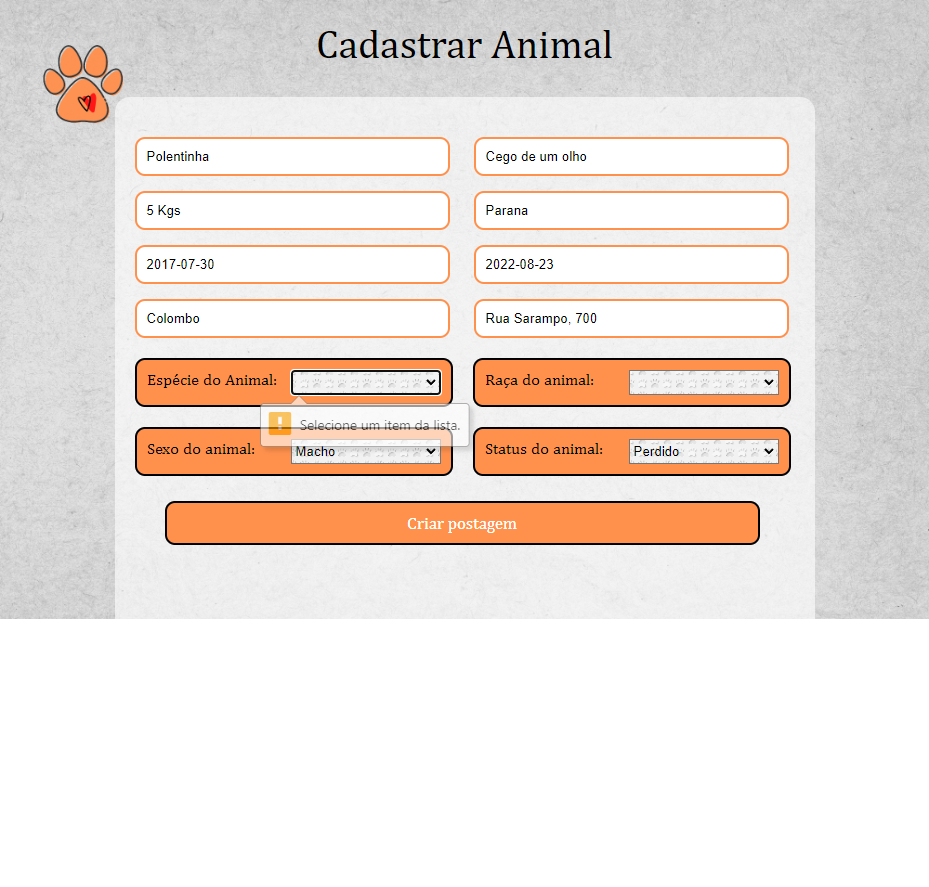 Cadastrar Animal
Polentinha
Cego de um olho
5 Kgs
Parana
2017-07-30
2022-08-23
Colombo
Rua Sarampo, 700
Espécie do Animal:
Raça do animal:
Selecione um item da lista.
Sexo do animal: Macho
Status do animal: Perdido
Criar postagem